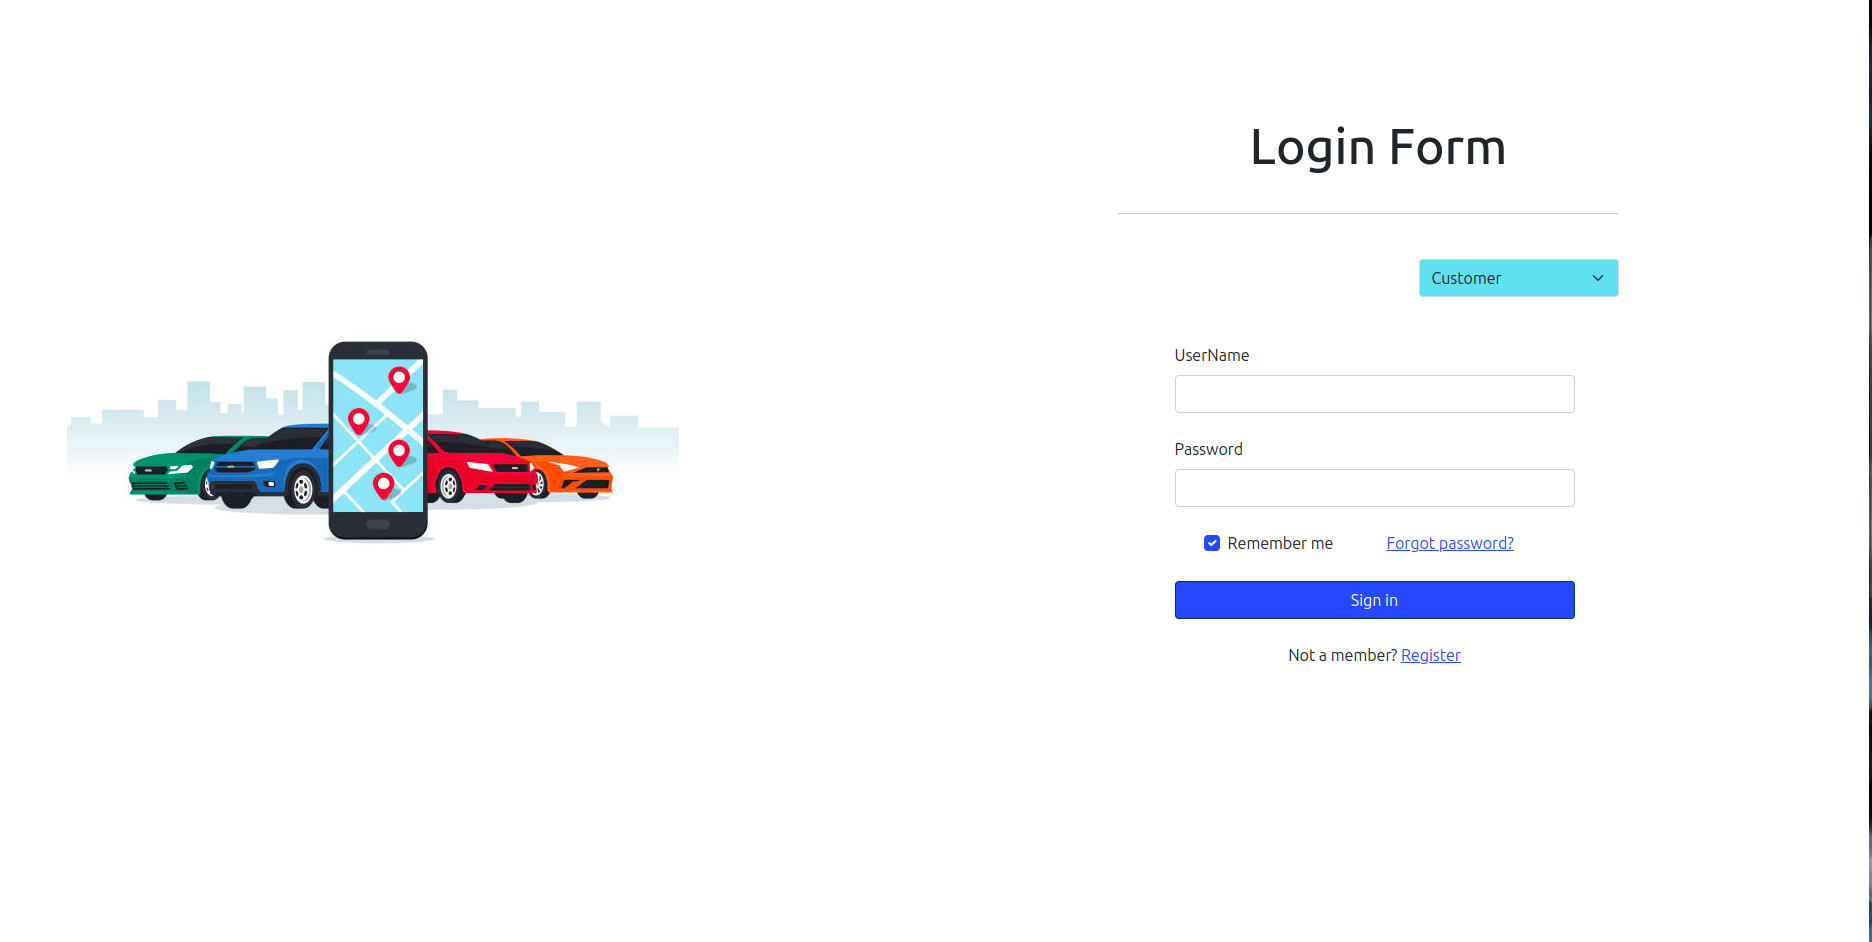 Login Form
Customer
UserName
Password
Remember me Forgot password?
Sign in
Not a member? Register